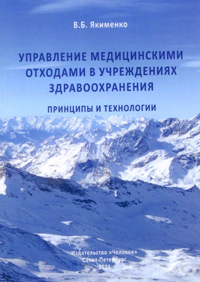 В.Б. Якименко
УПРАВЛЕНИЕ МЕДИЦИНСКИМИ
ОТХОДАМИ В УЧРЕЖДЕНИЯХ
ЗДРАВООХРАНЕНИЯ
ПРИНЦИПЫ И ТЕХНОЛОГИИ
Издательство «Человек»
Санкт-Петербург